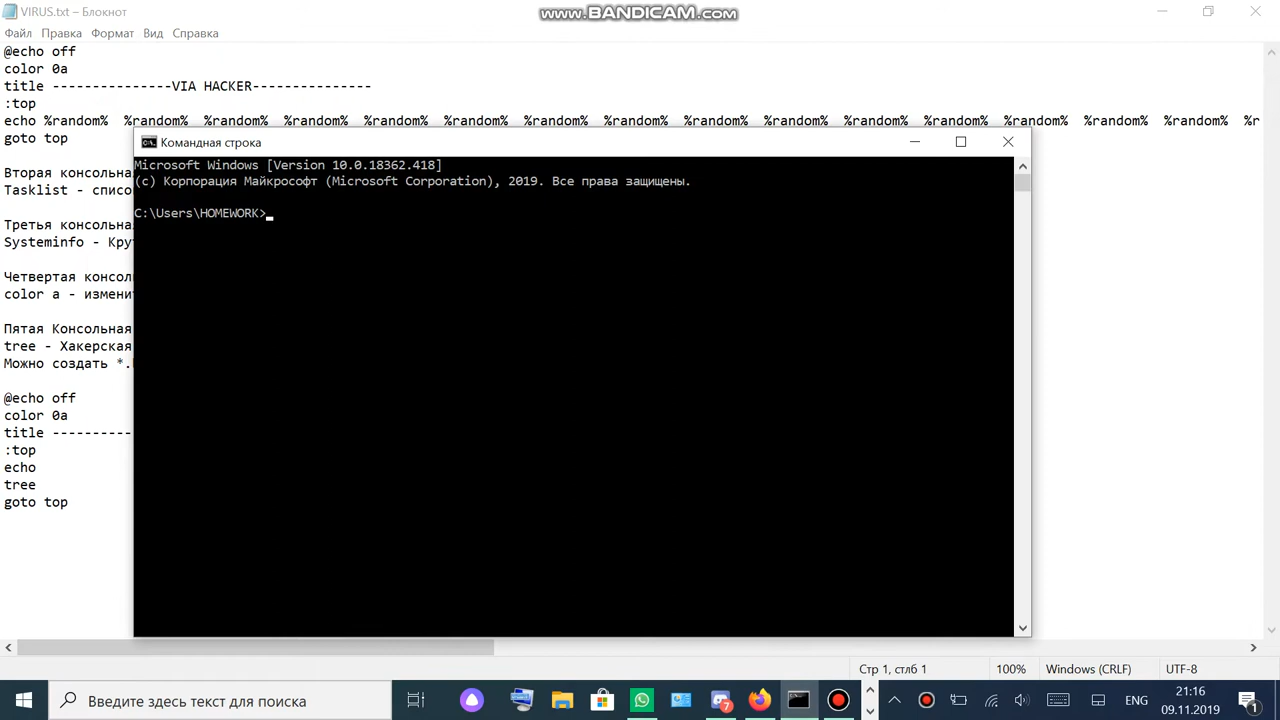 VIRUS.txt – Блокнот
www.BANDICAM.com
Файл Правка Формат Вид Справка
@echo off
color 0a
title ---------------VIA HACKER---------------
:top
echo %random% %random% %random% %random% %random% %random% %random% %random% %random% %random% %random% %random% %random% %random% %random% %r
goto top
Вторая консольна
Tasklist - списо
Третья консольна
Systeminfo - Кру
Четвертая консол
color a - измени
Пятая Консольная
tree - Хакерская
Можно создать *.
@echo off
color 0a
title ----------
:top
echo
tree
goto top
Командная строка
Microsoft Windows [Version 10.0.18362.418]
(c) Корпорация Майкрософт (Microsoft Corporation), 2019. Все права защищены.
C:\Users\HOMEWORK>
Стр 1, стлб 1 100% Windows (CRLF) UTF-8
Введите здесь текст для поиска
7
ENG
21:16
09.11.2019
1